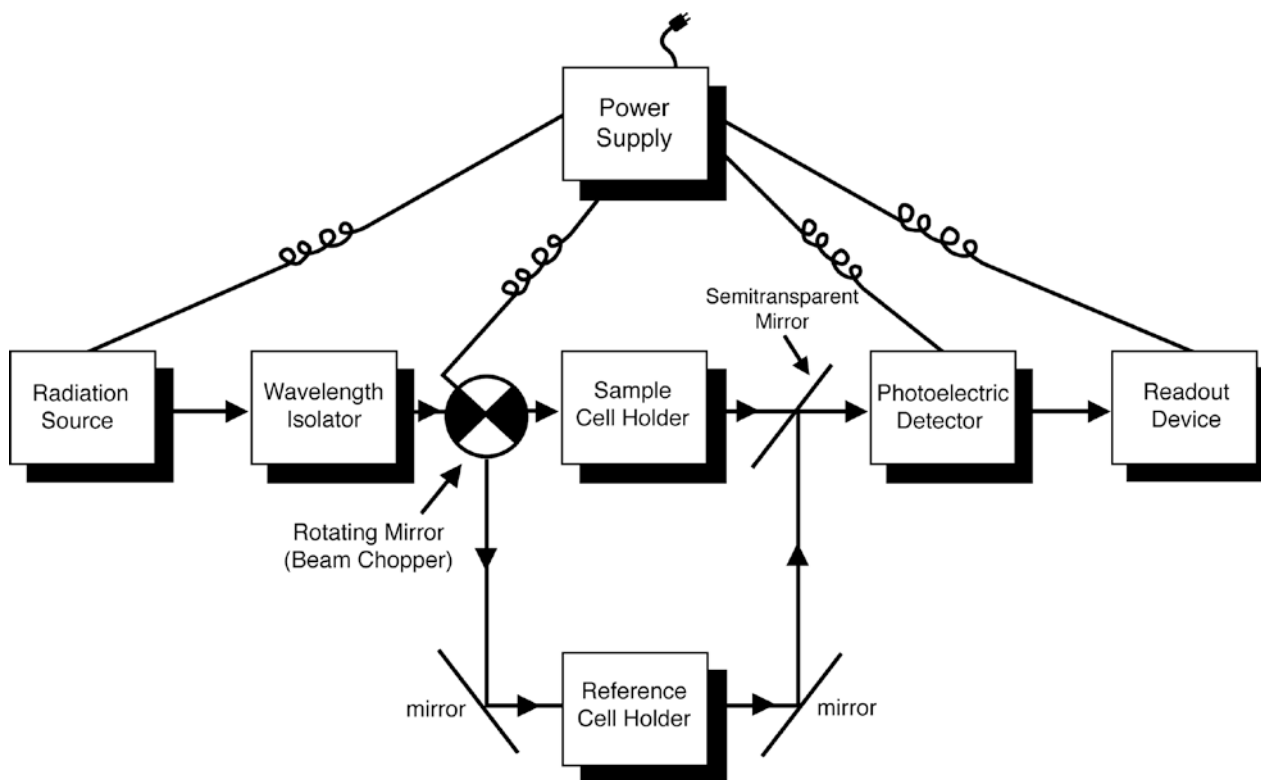 Power
Supply
Semitransparent
Mirror
Radiation
Source
Wavelength
Isolator
Sample
Cell Holder
Photoelectric
Detector
Readout
Device
Rotating Mirror
(Beam Chopper)
mirror
Reference
Cell Holder
mirror